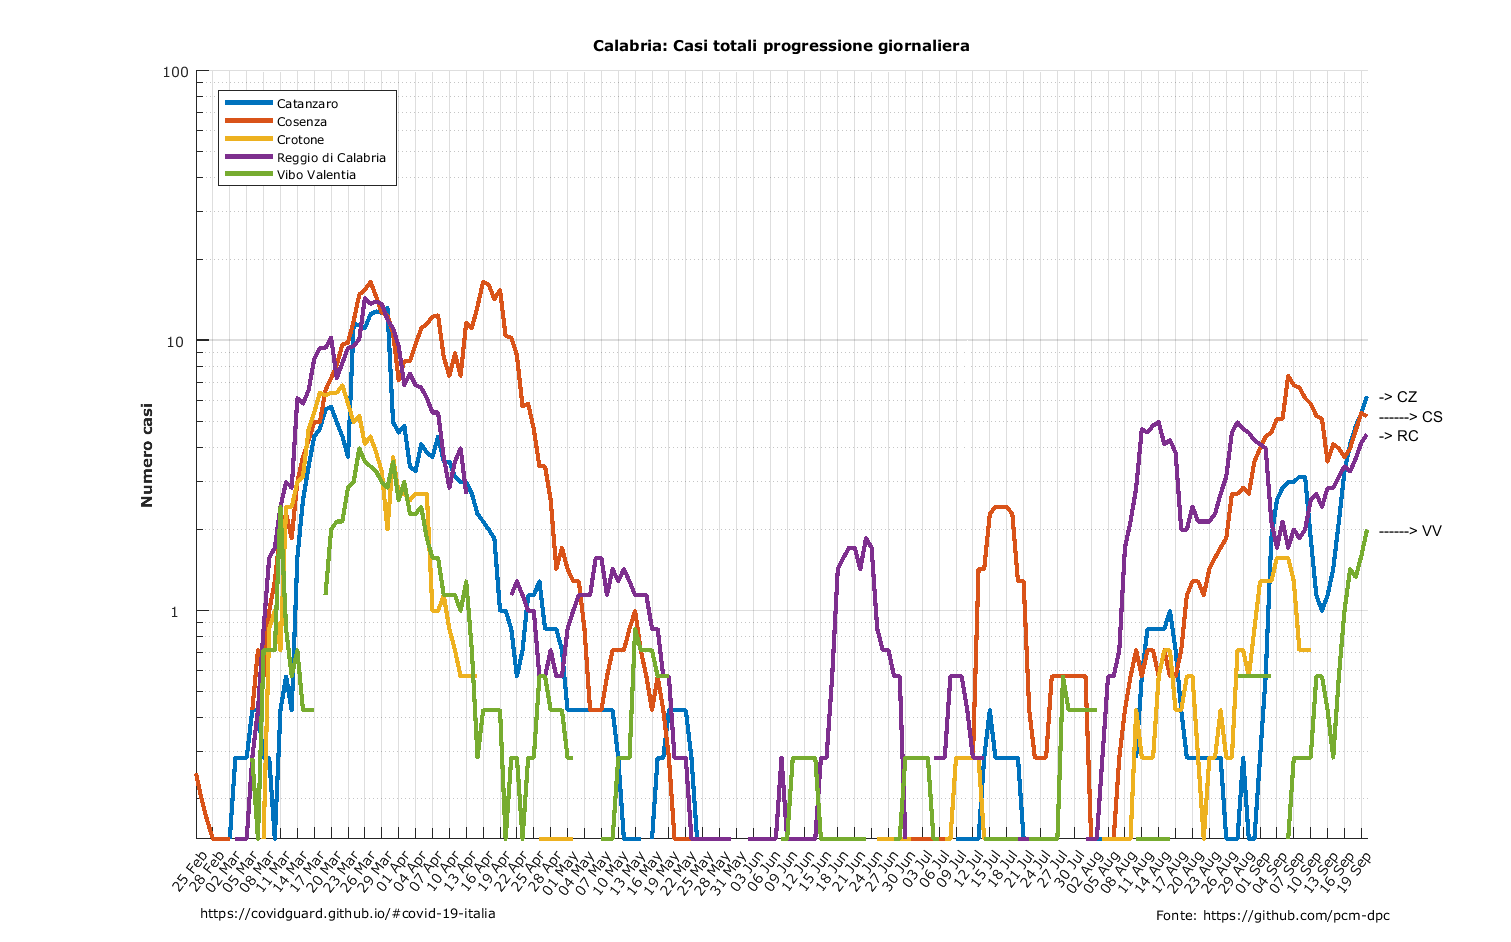 Calabria: Casi totali progressione giornaliera
100
10
1
Numero casi
Catanzaro
Cosenza
Crotone
Reggio di Calabria
Vibo Valentia
-> CZ
------> CS
-> RC
------> VV
25 Feb
28 Feb
02 Mar
05 Mar
08 Mar
11 Mar
14 Mar
17 Mar
20 Mar
23 Mar
26 Mar
29 Mar
01 Apr
04 Apr
07 Apr
10 Apr
13 Apr
16 Apr
19 Apr
22 Apr
25 Apr
28 Apr
01 May
04 May
07 May
10 May
13 May
16 May
19 May
22 May
25 May
28 May
31 May
03 Jun
06 Jun
09 Jun
12 Jun
15 Jun
18 Jun
21 Jun
24 Jun
27 Jun
30 Jun
03 Jul
06 Jul
09 Jul
12 Jul
15 Jul
18 Jul
21 Jul
24 Jul
27 Jul
30 Jul
02 Aug
05 Aug
08 Aug
11 Aug
14 Aug
17 Aug
20 Aug
23 Aug
26 Aug
29 Aug
01 Sep
04 Sep
07 Sep
10 Sep
13 Sep
16 Sep
19 Sep
https://covidguard.github.io/#covid-19-italia
Fonte: https://github.com/pcm-dpc